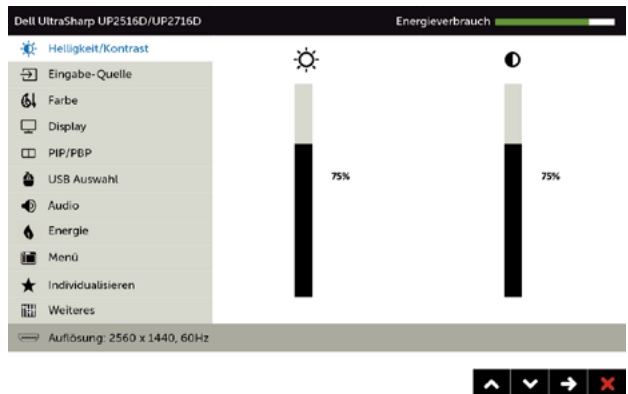 Dell UltraSharp UP2516D/UP2716D
Energieverbrauch
Helligkeit/Kontrast
Eingabe-Quelle
Farbe
Display
PIP/PBP
USB Auswahl
Audio
Energie
Menü
Individualisieren
Weiteres
75%
75%
Auflösung: 2560 x 1440, 60Hz